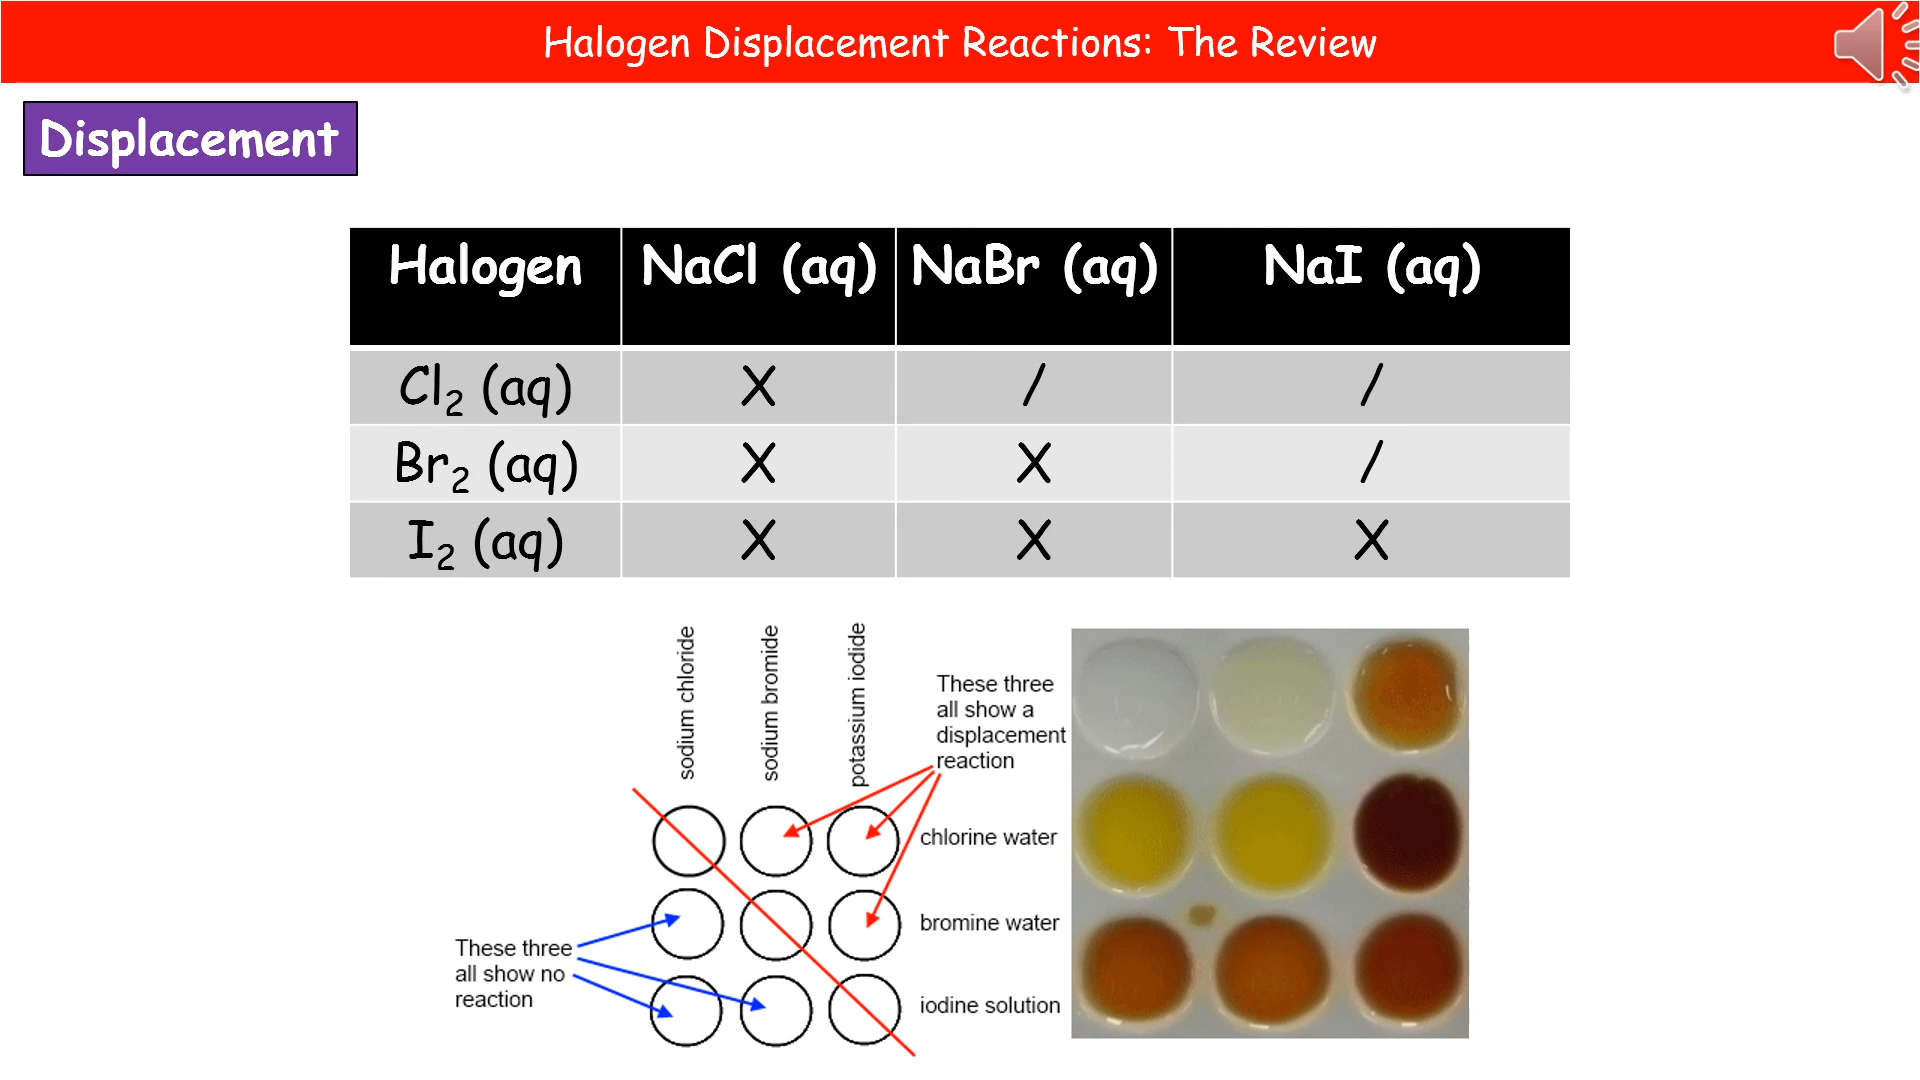 Halogen Displacement Reactions: The Review
Displacement
Halogen NaCl (aq) NaBr (aq) NaI (aq)
Cl₂ (aq) X / /
Br₂ (aq) X X /
I₂ (aq) X X X
sodium chloride
sodium bromide
potassium iodide
These three
all show a
displacement
reaction
chlorine water
bromine water
These three
all show no
reaction
iodine solution